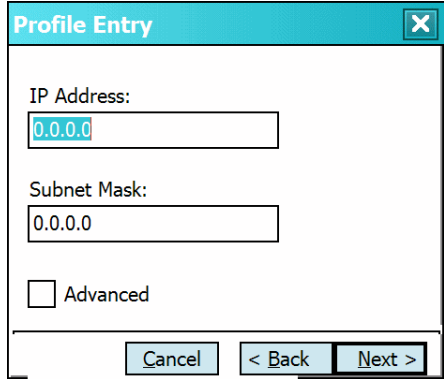 Profile Entry
IP Address:
0.0.0.0
Subnet Mask:
0.0.0.0
Advanced
Cancel < Back Next >